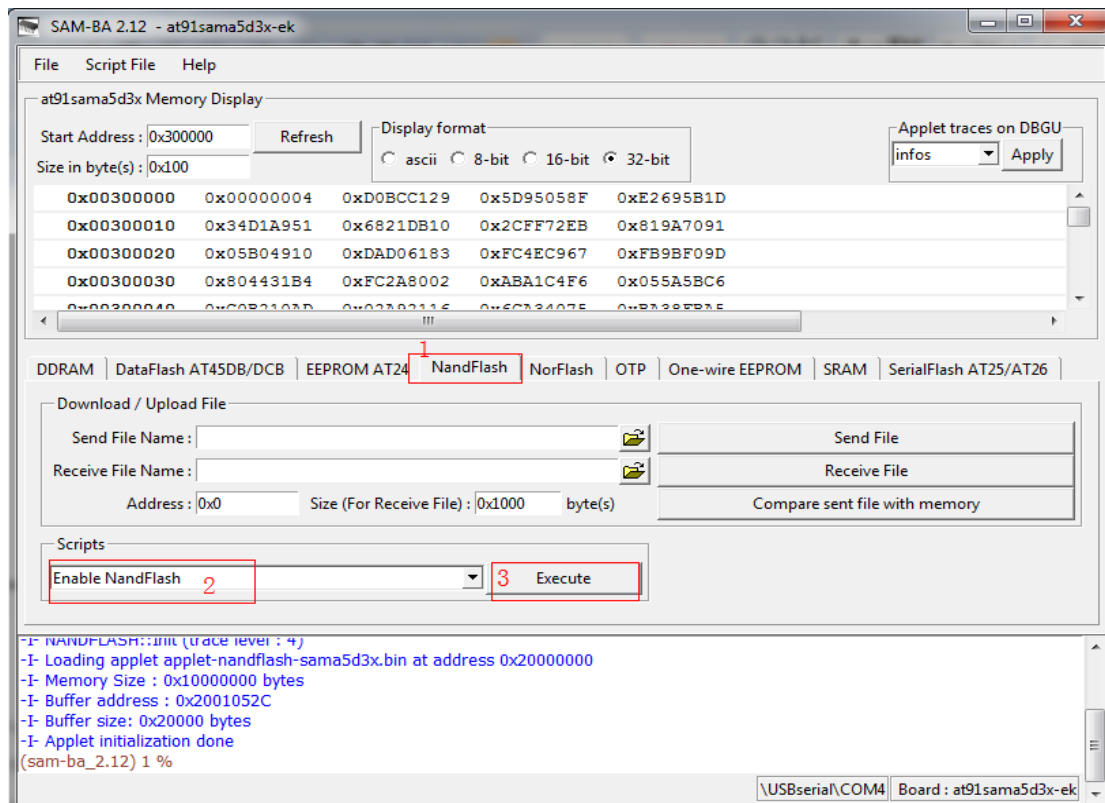 SAM-BA 2.12 - at91sama5d3x-ek
File Script File Help
at91sama5d3x Memory Display
Start Address : 0x300000 Refresh
Size in byte(s) : 0x100
Display format
ascii 8-bit 16-bit 32-bit
Applet traces on DBGU
infos Apply
0x00300000 0x00000004 0xD0BCC129 0x5D95058F 0xE2695B1D
0x00300010 0x34D1A951 0x6821DB10 0x2CFF72EB 0x819A7091
0x00300020 0x05B04910 0xDAD06183 0xFC4EC967 0xFB9BF09D
0x00300030 0x804431B4 0xFC2A8002 0xABA1C4F6 0x055A5BC6
0x00300040
1
DDRAM DataFlash AT45DB/DCB EEPROM AT24 NandFlash NorFlash OTP One-wire EEPROM SRAM SerialFlash AT25/AT26
Download / Upload File
Send File Name : Send File
Receive File Name : Receive File
Address : 0x0 Size (For Receive File) : 0x1000 byte(s) Compare sent file with memory
Scripts
Enable NandFlash 2 3 Execute
-I- NANDFLASH::Init (trace level : 4)
-I- Loading applet applet-nandflash-sama5d3x.bin at address 0x20000000
-I- Memory Size : 0x10000000 bytes
-I- Buffer address : 0x2001052C
-I- Buffer size: 0x20000 bytes
-I- Applet initialization done
(sam-ba_2.12) 1 %
\USBserial\COM4 Board : at91sama5d3x-ek